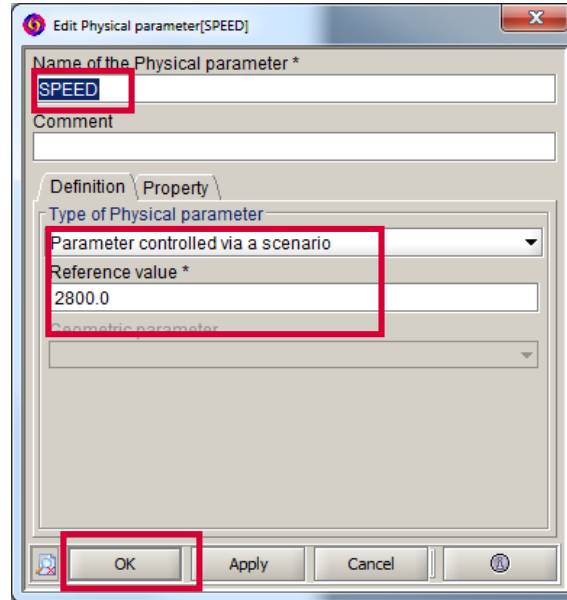 Edit Physical parameter[SPEED]
Name of the Physical parameter *
SPEED
Comment
Definition Property
Type of Physical parameter
Parameter controlled via a scenario
Reference value *
2800.0
Geometric parameter
OK Apply Cancel